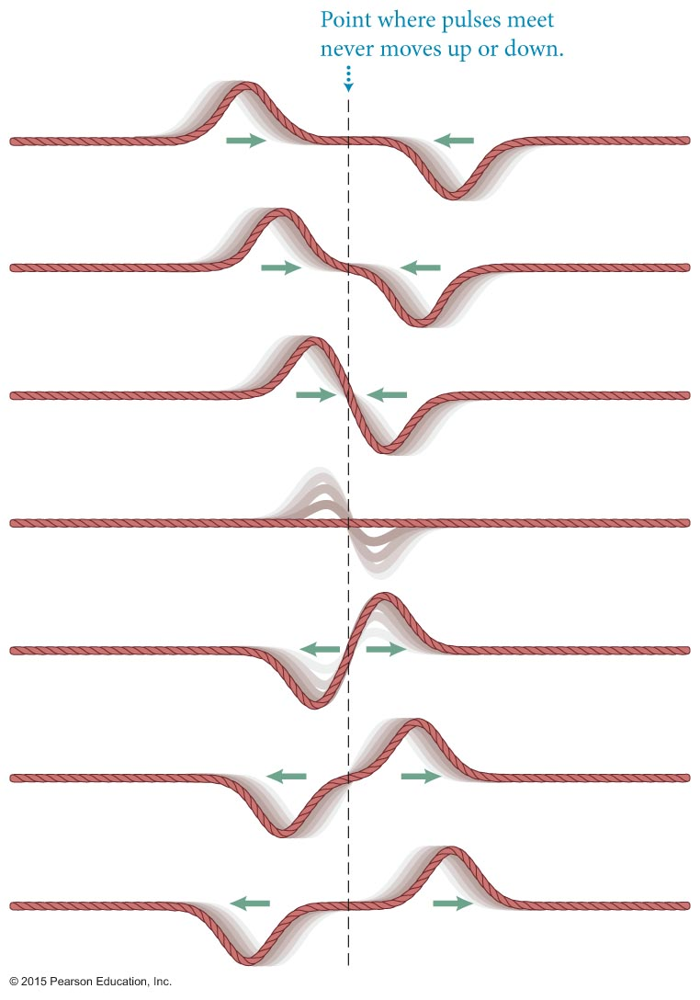 Point where pulses meet
never moves up or down.
© 2015 Pearson Education, Inc.